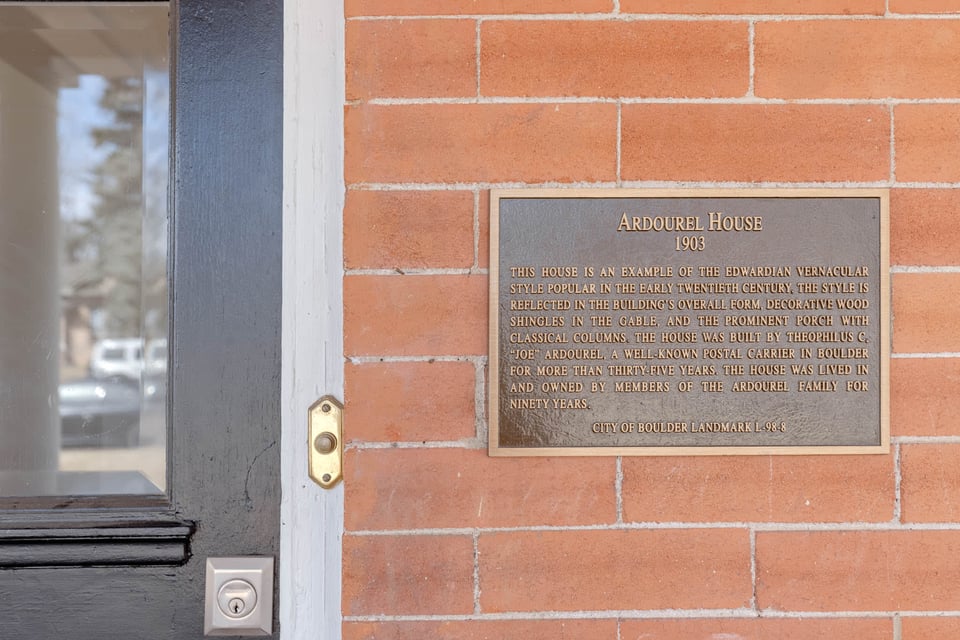 ARDOUREL HOUSE
1903
THIS HOUSE IS AN EXAMPLE OF THE EDWARDIAN VERNACULAR
STYLE POPULAR IN THE EARLY TWENTIETH CENTURY. THE STYLE IS
REFLECTED IN THE BUILDING'S OVERALL FORM, DECORATIVE WOOD
SHINGLES IN THE GABLE, AND THE PROMINENT PORCH WITH
CLASSICAL COLUMNS. THE HOUSE WAS BUILT BY THEOPHILUS C.
"JOE" ARDOUREL, A WELL-KNOWN POSTAL CARRIER IN BOULDER
FOR MORE THAN THIRTY-FIVE YEARS. THE HOUSE WAS LIVED IN
AND OWNED BY MEMBERS OF THE ARDOUREL FAMILY FOR
NINETY YEARS.
CITY OF BOULDER LANDMARK L-98-8